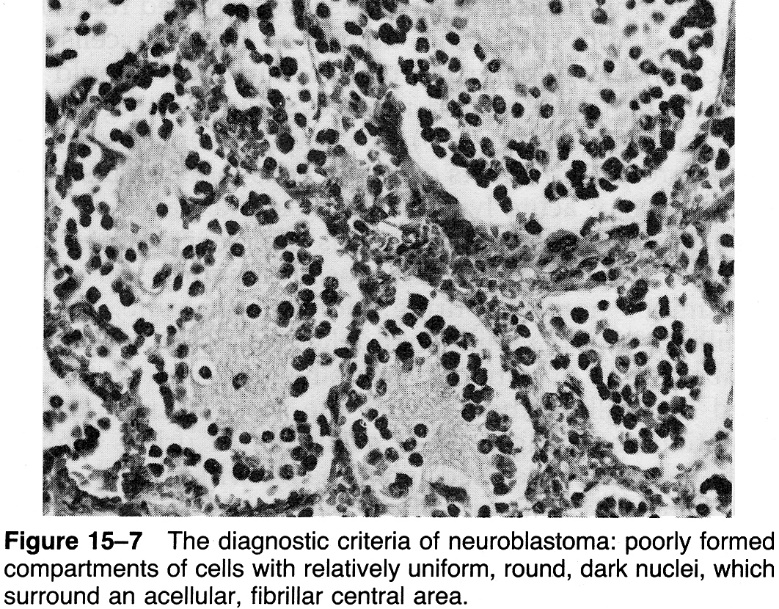 Figure 15–7 The diagnostic criteria of neuroblastoma: poorly formed
compartments of cells with relatively uniform, round, dark nuclei, which
surround an acellular, fibrillar central area.